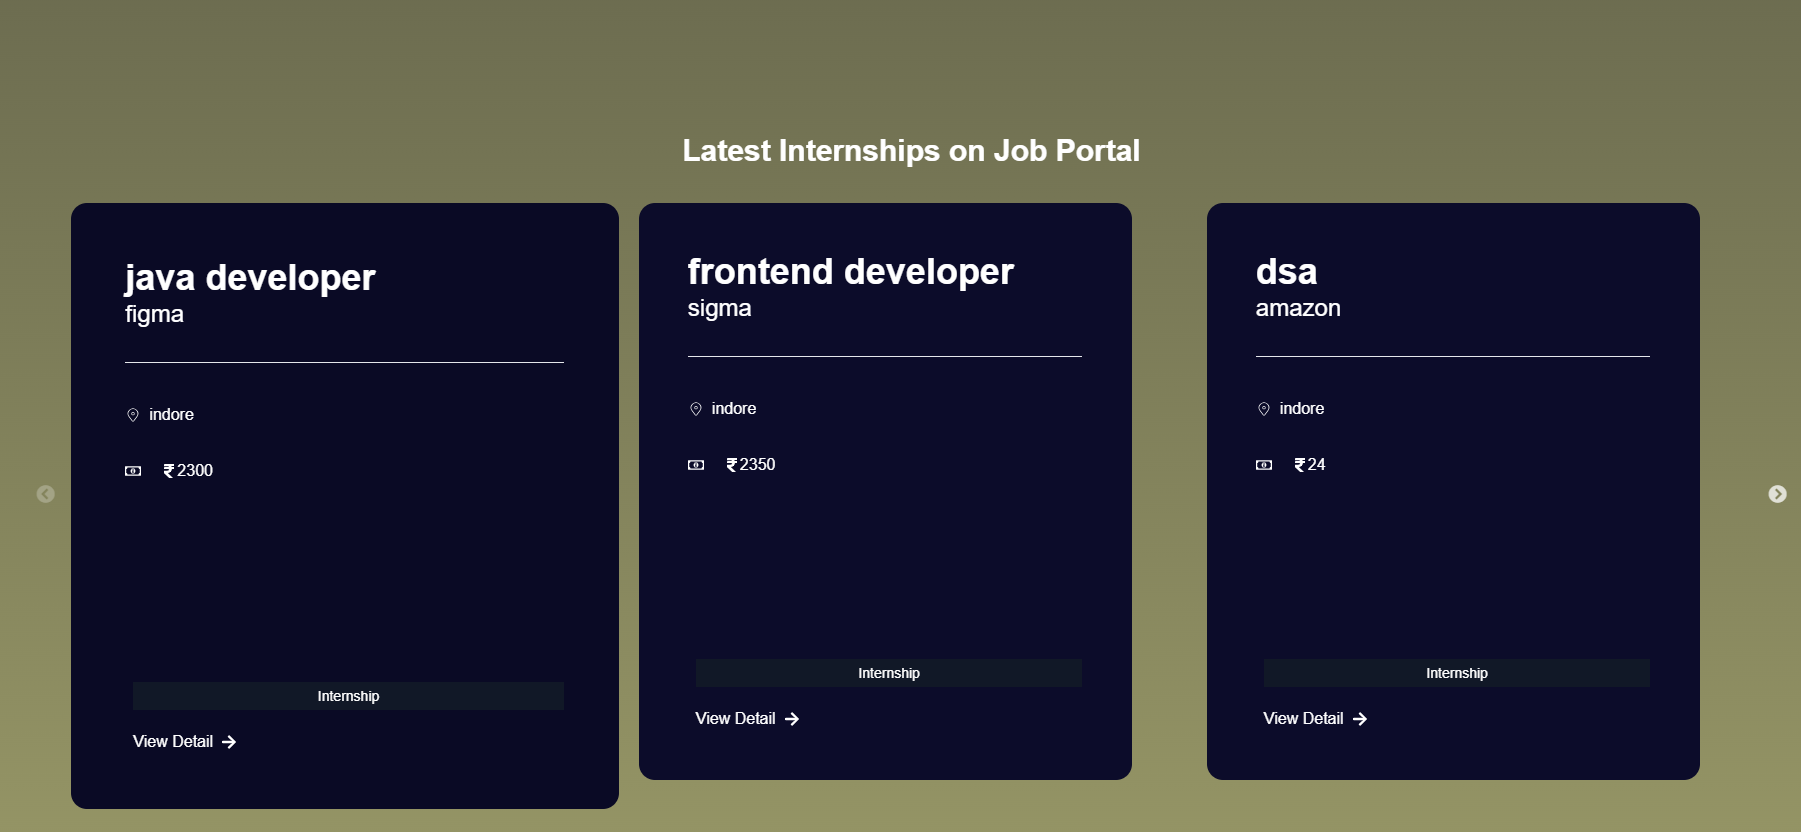 Latest Internships on Job Portal
java developer
figma
indore
₹2300
Internship
View Detail
frontend developer
sigma
indore
₹2350
Internship
View Detail
dsa
amazon
indore
₹24
Internship
View Detail